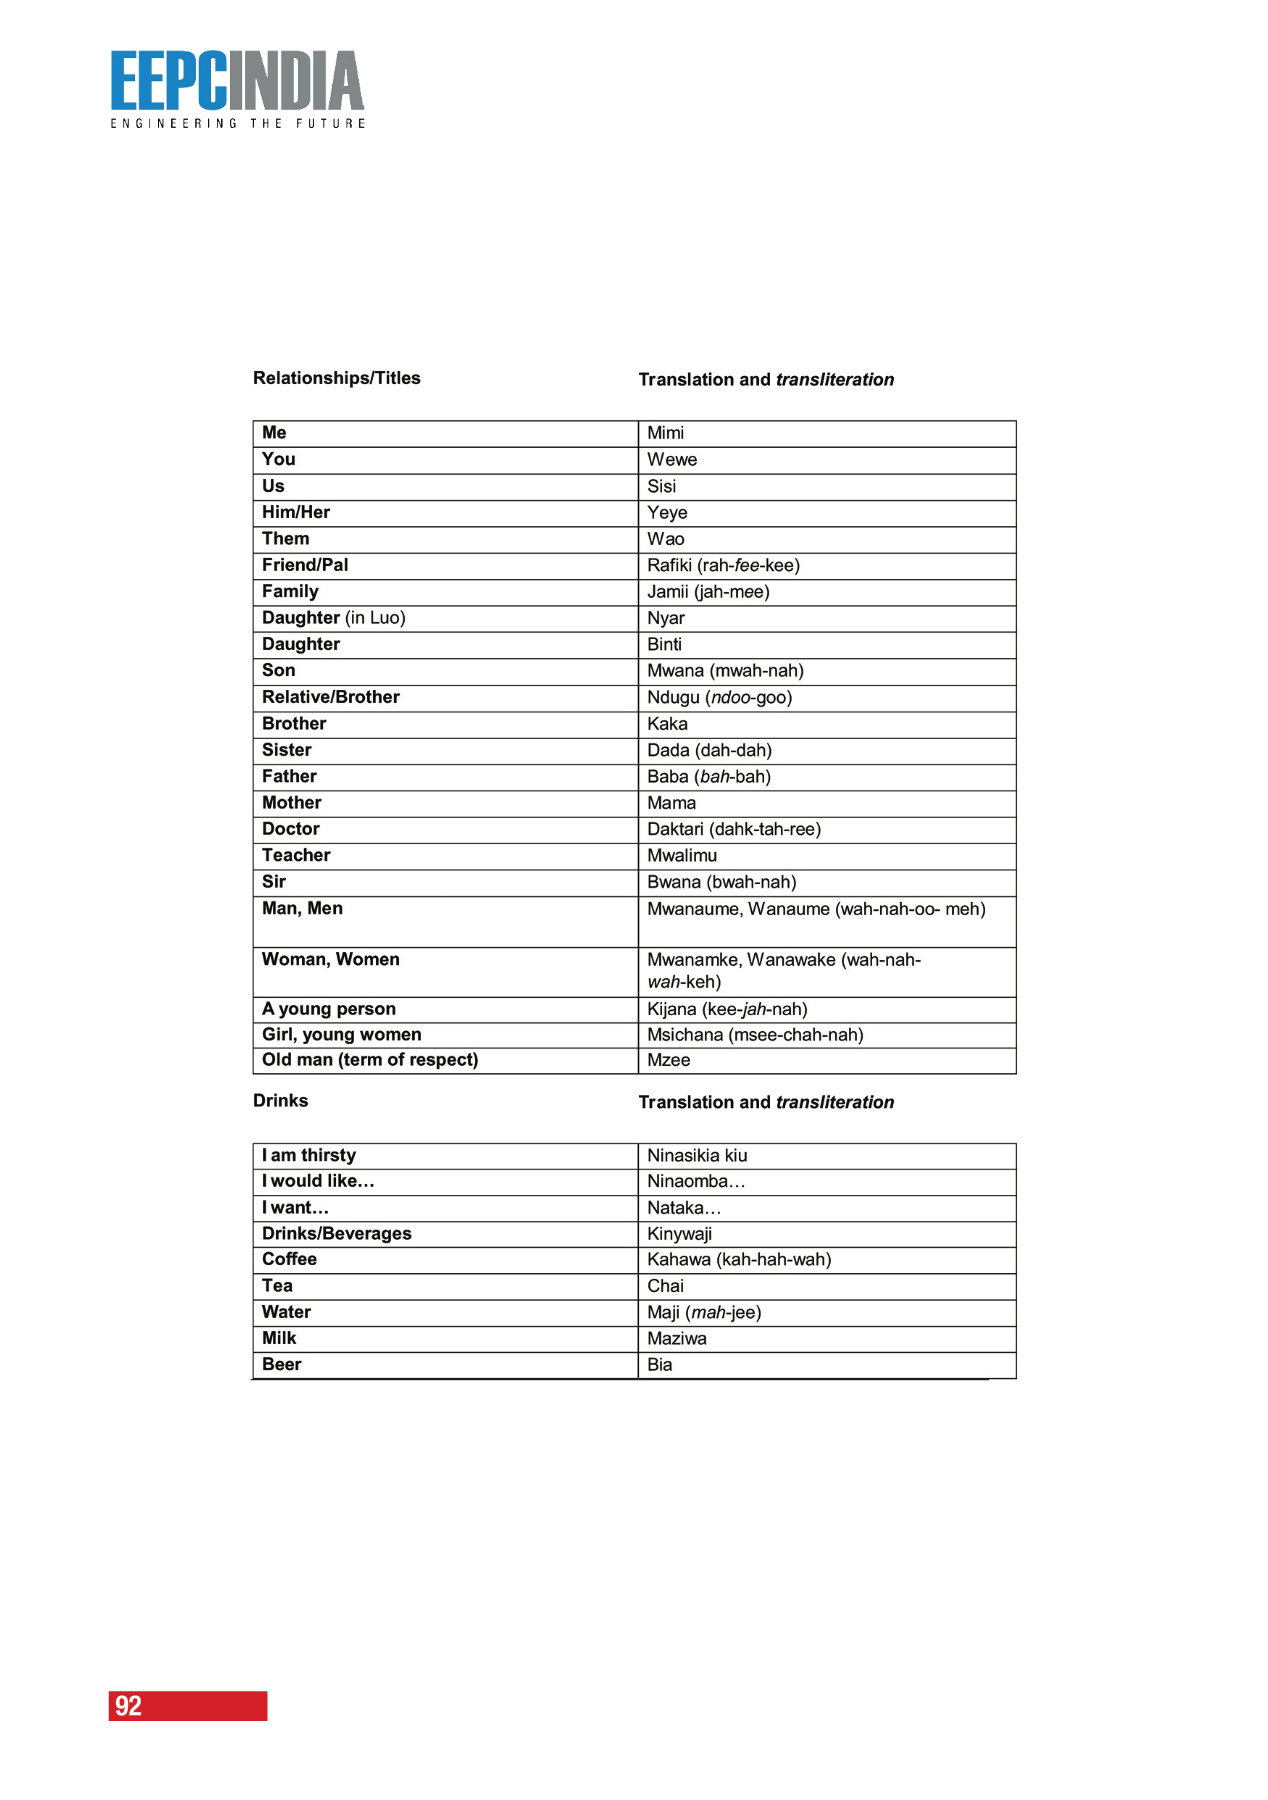 EEPCINDIA
ENGINEERING THE FUTURE
Relationships/Titles Translation and transliteration
Me Mimi
You Wewe
Us Sisi
Him/Her Yeye
Them Wao
Friend/Pal Rafiki (rah-fee-kee)
Family Jamii (jah-mee)
Daughter (in Luo) Nyar
Daughter Binti
Son Mwana (mwah-nah)
Relative/Brother Ndugu (ndoo-goo)
Brother Kaka
Sister Dada (dah-dah)
Father Baba (bah-bah)
Mother Mama
Doctor Daktari (dahk-tah-ree)
Teacher Mwalimu
Sir Bwana (bwah-nah)
Man, Men Mwanaume, Wanaume (wah-nah-oo- meh)
Woman, Women Mwanamke, Wanawake (wah-nah-
wah-keh)
A young person Kijana (kee-jah-nah)
Girl, young women Msichana (msee-chah-nah)
Old man (term of respect) Mzee
Drinks Translation and transliteration
I am thirsty Ninasikia kiu
I would like… Ninaomba…
I want… Nataka…
Drinks/Beverages Kinywaji
Coffee Kahawa (kah-hah-wah)
Tea Chai
Water Maji (mah-jee)
Milk Maziwa
Beer Bia
92